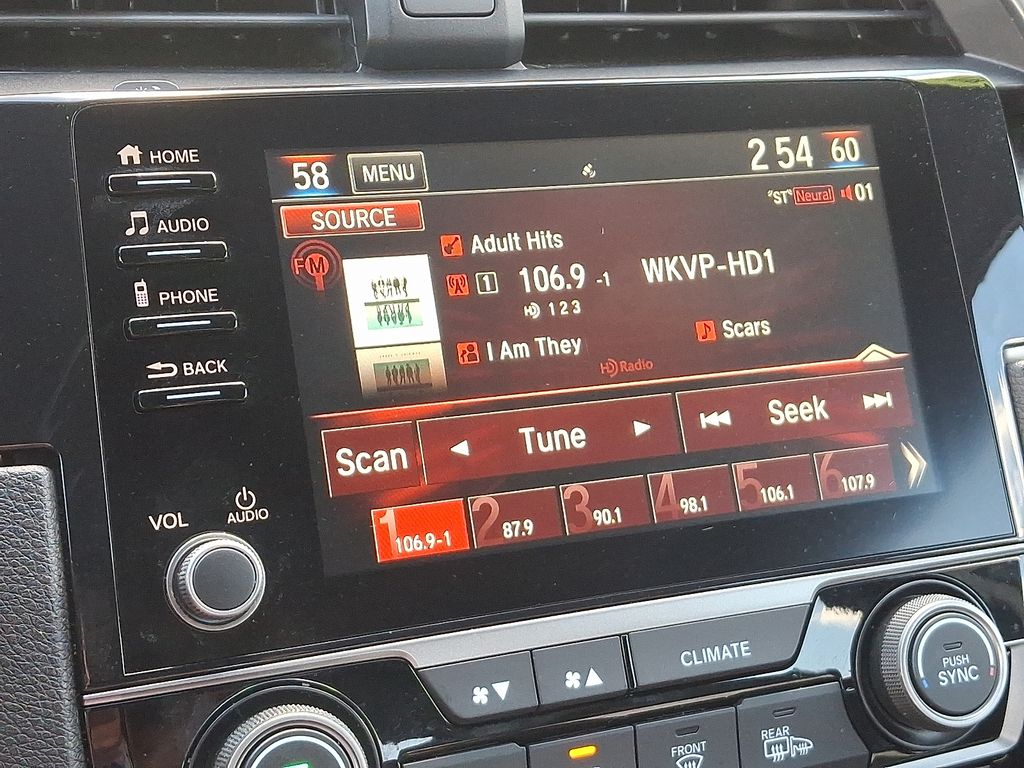 HOME
AUDIO
PHONE
BACK
VOL
AUDIO
58 MENU 2 54 60
SOURCE "ST" Neural 01
FM
Adult Hits
1 106.9 -1 WKVP-HD1
HD 1 2 3
I Am They Scars
HD Radio
Scan Tune Seek
1 106.9-1 2 87.9 3 90.1 4 98.1 5 106.1 6 107.9
CLIMATE
PUSH
SYNC
FRONT
REAR